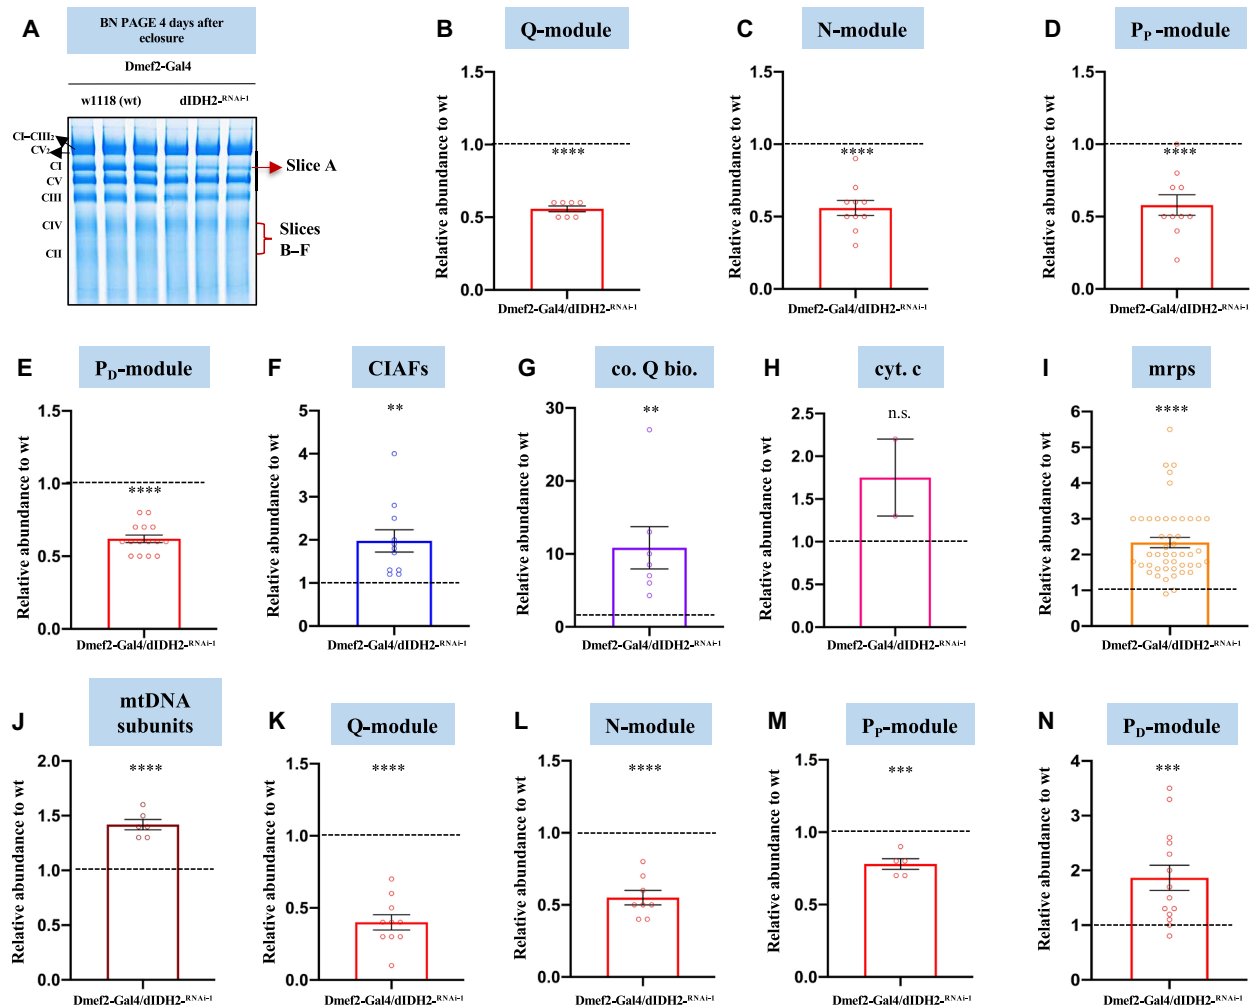 A
BN PAGE 4 days after
eclosure
Dmef2-Gal4
w1118 (wt)
dIDH2-RNAi-1
CI–CIII2
CV2
CI
CV
CIII
CIV
CII
Slice A
Slices
B–F
B
Q-module
Relative abundance to wt
1.5
1.0
0.5
0.0
****
Dmef2-Gal4/dIDH2-RNAi-1
C
N-module
Relative abundance to wt
1.5
1.0
0.5
0.0
****
Dmef2-Gal4/dIDH2-RNAi-1
D
PP -module
Relative abundance to wt
1.5
1.0
0.5
0.0
****
Dmef2-Gal4/dIDH2-RNAi-1
E
PD-module
Relative abundance to wt
1.5
1.0
0.5
0.0
****
Dmef2-Gal4/dIDH2-RNAi-1
F
CIAFs
Relative abundance to wt
5
4
3
2
1
0
**
Dmef2-Gal4/dIDH2-RNAi-1
G
co. Q bio.
Relative abundance to wt
30
20
10
0
**
Dmef2-Gal4/dIDH2-RNAi-1
H
cyt. c
Relative abundance to wt
2.5
2.0
1.5
1.0
0.5
0.0
n.s.
Dmef2-Gal4/dIDH2-RNAi-1
I
mrps
Relative abundance to wt
6
5
4
3
2
1
0
****
Dmef2-Gal4/dIDH2-RNAi-1
J
mtDNA
subunits
Relative abundance to wt
2.0
1.5
1.0
0.5
0.0
****
Dmef2-Gal4/dIDH2-RNAi-1
K
Q-module
Relative abundance to wt
1.5
1.0
0.5
0.0
****
Dmef2-Gal4/dIDH2-RNAi-1
L
N-module
Relative abundance to wt
1.5
1.0
0.5
0.0
****
Dmef2-Gal4/dIDH2-RNAi-1
M
PP-module
Relative abundance to wt
1.5
1.0
0.5
0.0
***
Dmef2-Gal4/dIDH2-RNAi-1
N
PD-module
Relative abundance to wt
4
3
2
1
0
***
Dmef2-Gal4/dIDH2-RNAi-1